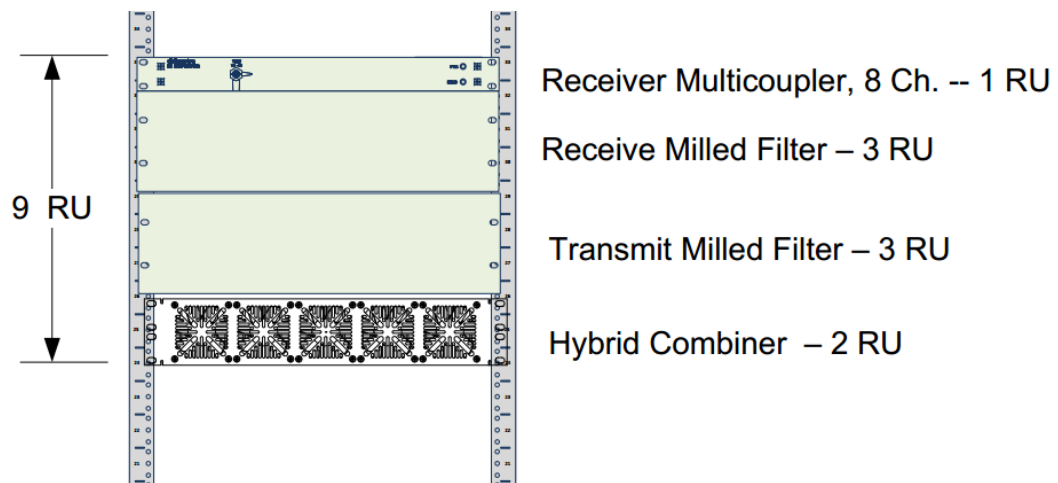 Receiver Multicoupler, 8 Ch. -- 1 RU
Receive Milled Filter – 3 RU
9 RU
Transmit Milled Filter – 3 RU
Hybrid Combiner – 2 RU